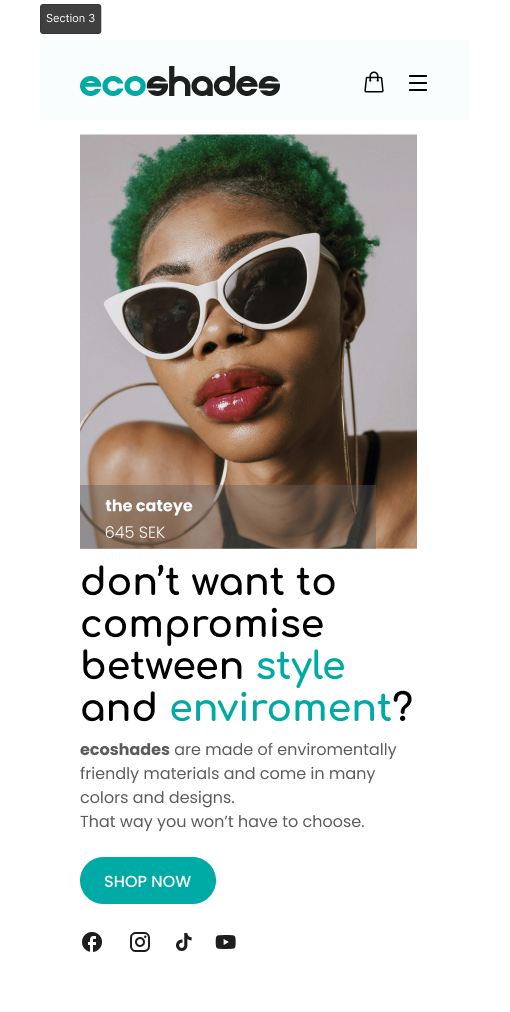 Section 3
ecoshades
the cateye
645 SEK
don’t want to
compromise
between style
and enviroment?
ecoshades are made of enviromentally
friendly materials and come in many
colors and designs.
That way you won’t have to choose.
SHOP NOW